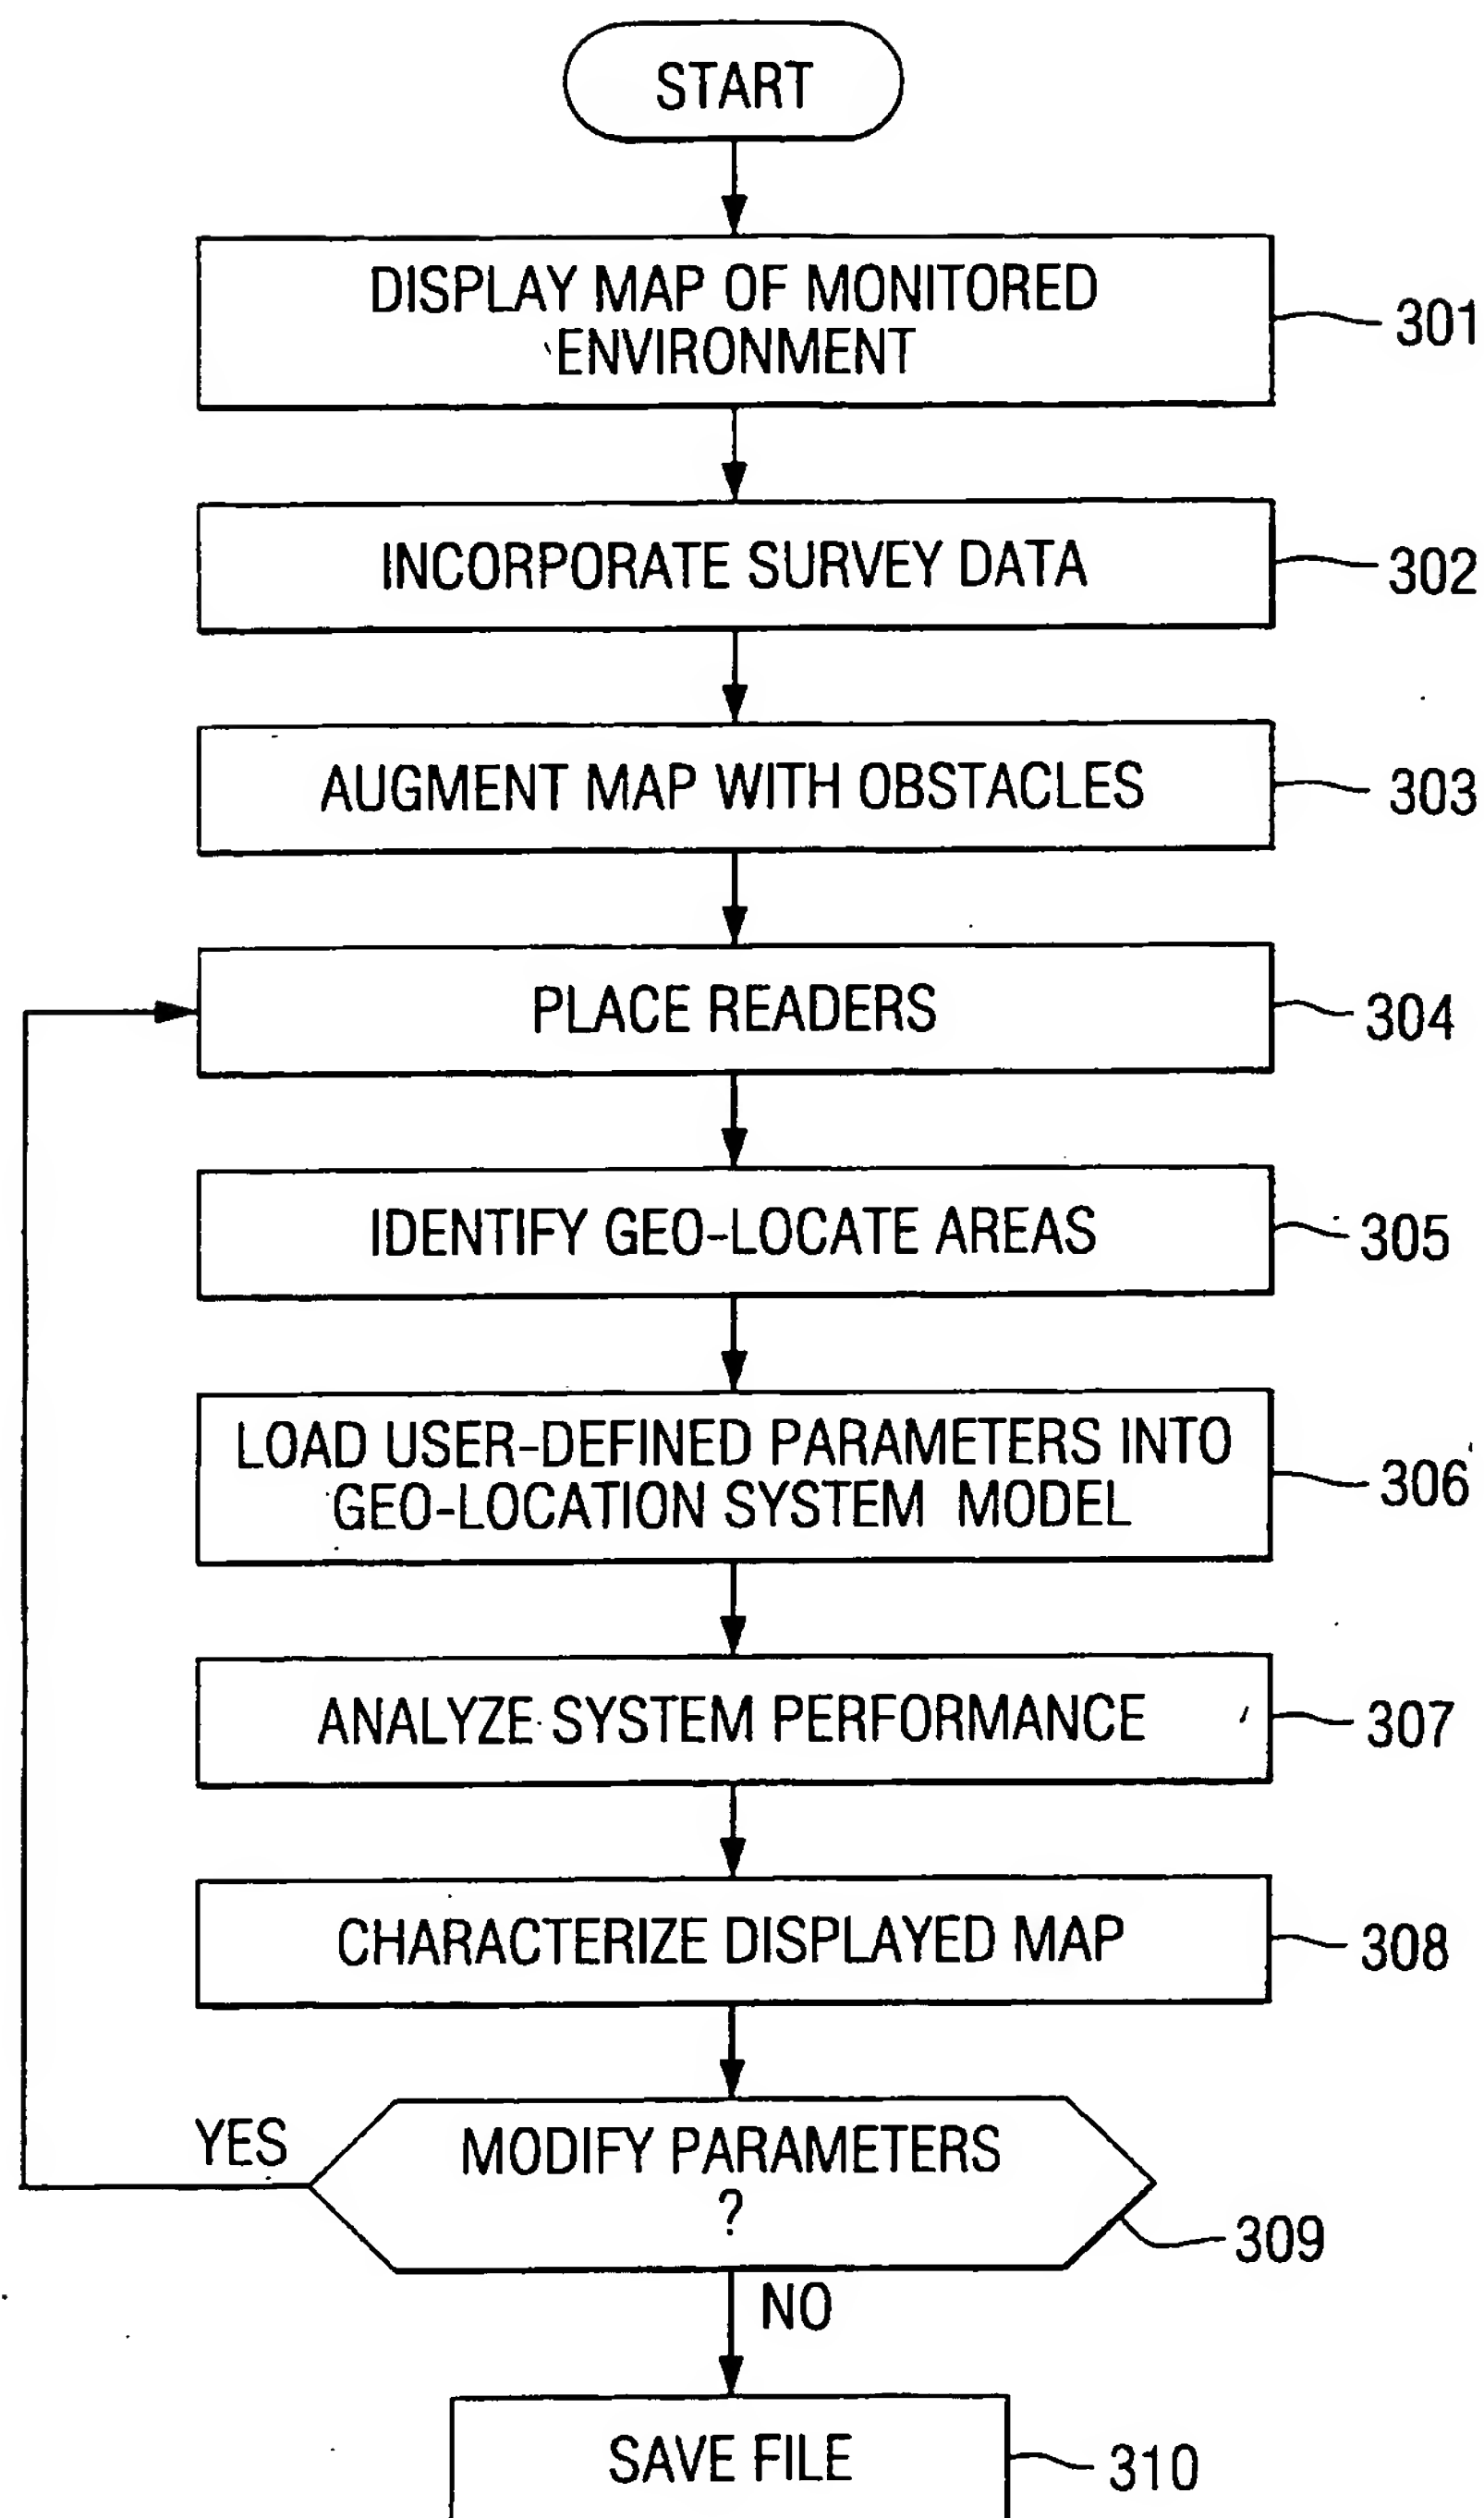 START
DISPLAY MAP OF MONITORED
ENVIRONMENT
301
INCORPORATE SURVEY DATA
302
AUGMENT MAP WITH OBSTACLES
303
PLACE READERS
304
IDENTIFY GEO-LOCATE AREAS
305
LOAD USER-DEFINED PARAMETERS INTO
GEO-LOCATION SYSTEM MODEL
306
ANALYZE SYSTEM PERFORMANCE
307
CHARACTERIZE DISPLAYED MAP
308
YES
MODIFY PARAMETERS
?
309
NO
SAVE FILE
310